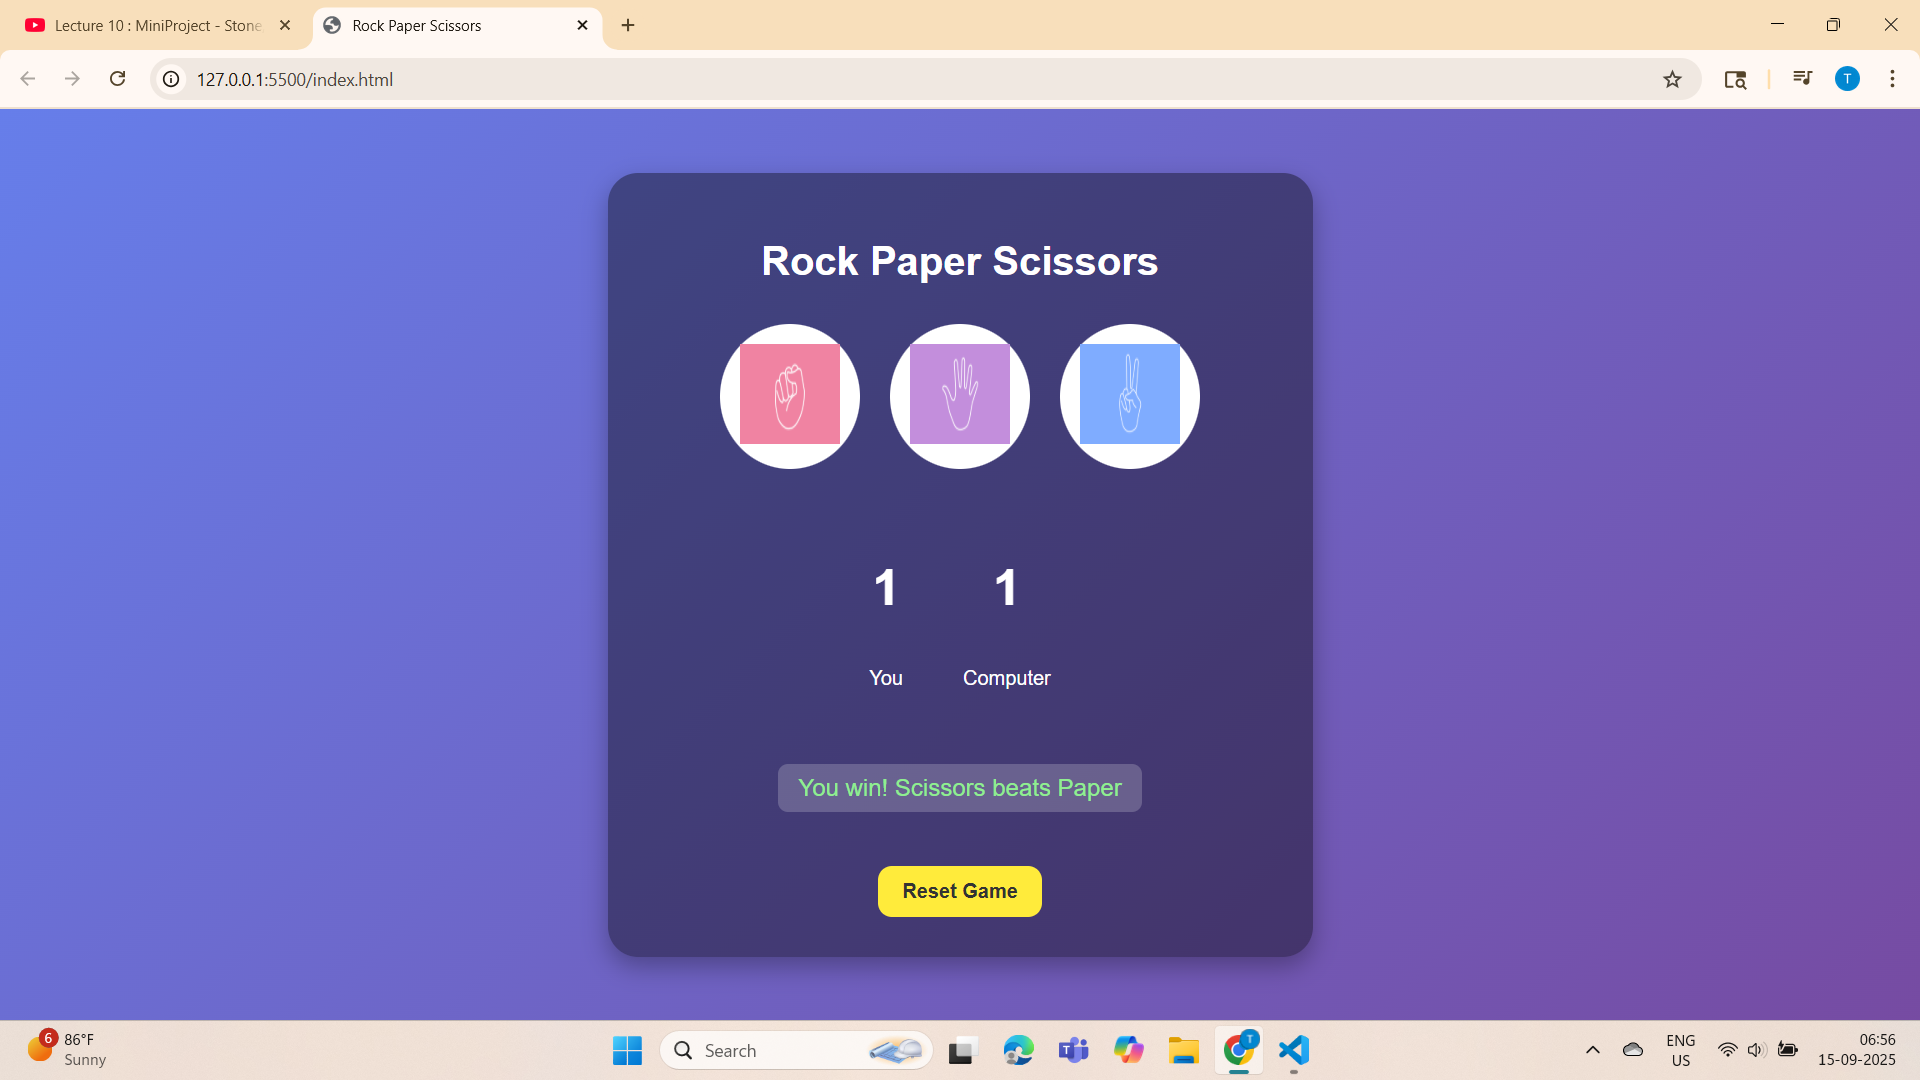 Lecture 10 : MiniProject - Stone
Rock Paper Scissors
127.0.0.1:5500/index.html
T
Rock Paper Scissors
1 1
You Computer
You win! Scissors beats Paper
Reset Game
6
86°F
Sunny
Search
T
T
ENG
US
06:56
15-09-2025